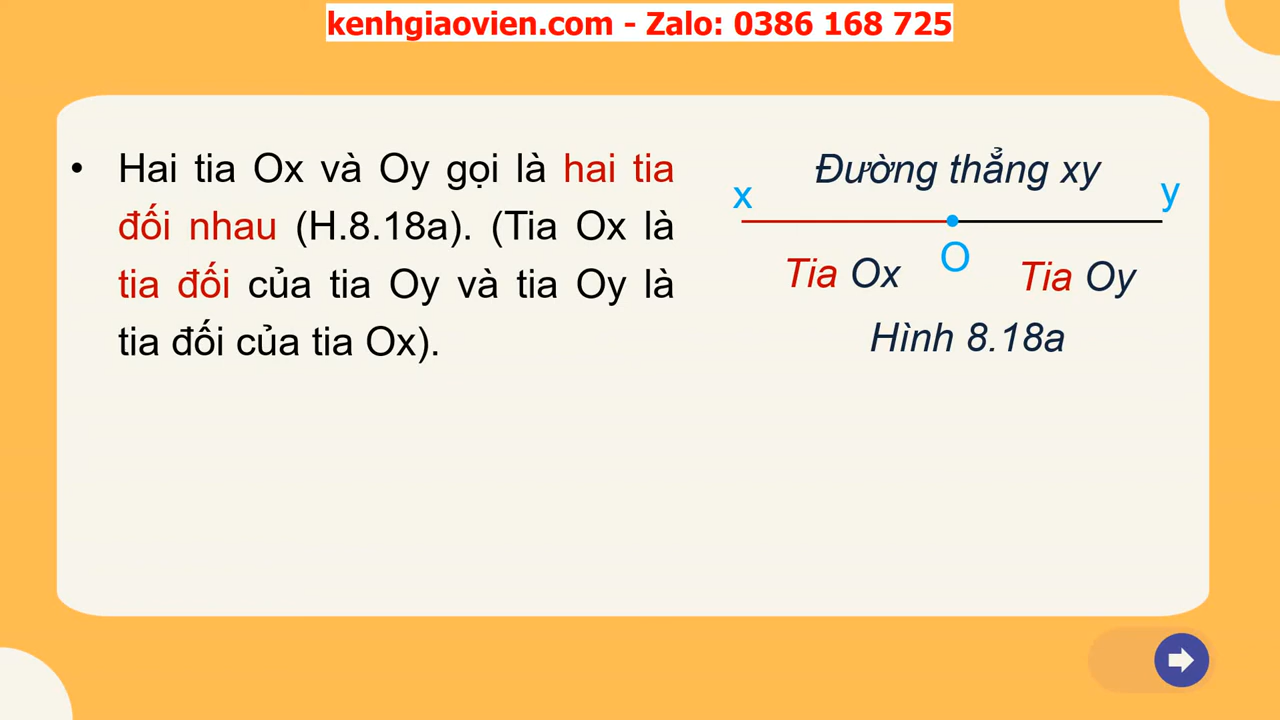 kenhgiaovien.com - Zalo: 0386 168 725
• Hai tia Ox và Oy gọi là hai tia
đối nhau (H.8.18a). (Tia Ox là
tia đối của tia Oy và tia Oy là
tia đối của tia Ox).
Đường thẳng xy
x
y
O
Tia Ox
Tia Oy
Hình 8.18a